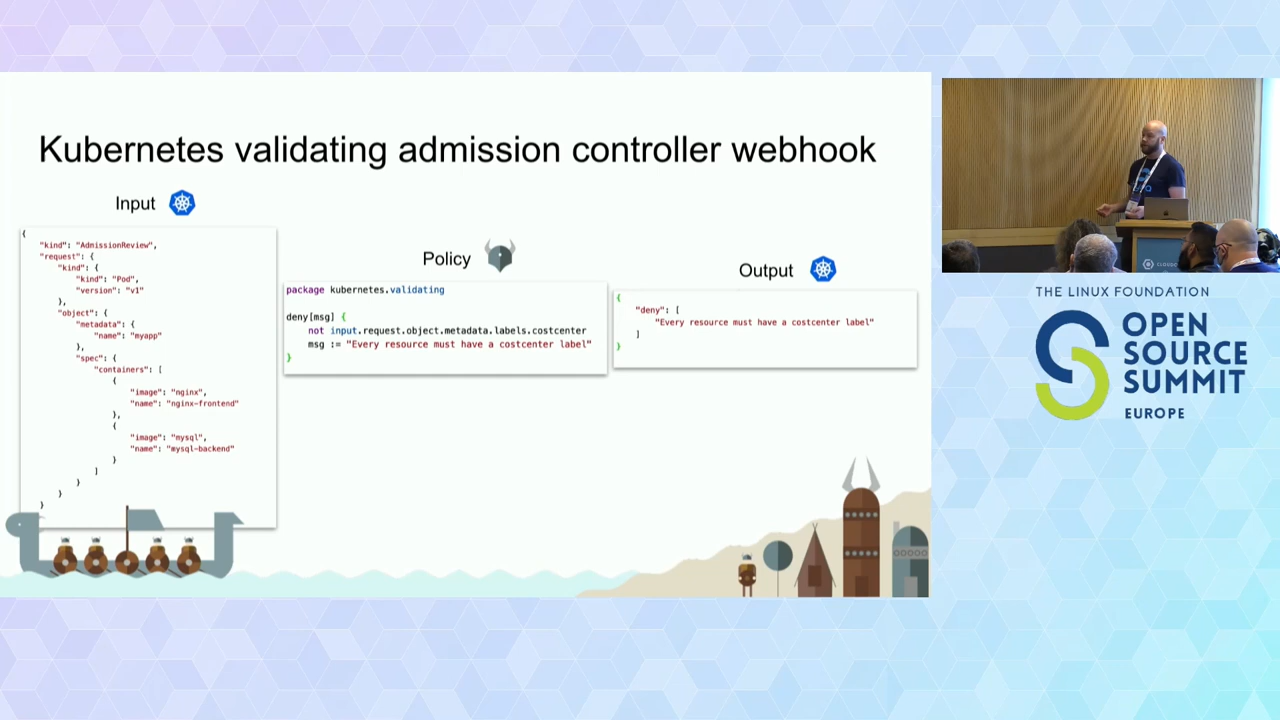 Kubernetes validating admission controller webhook
Input
{
"kind": "AdmissionReview",
"request": {
"kind": {
"kind": "Pod",
"version": "v1"
},
"object": {
"metadata": {
"name": "myapp"
},
"spec": {
"containers": [
{
"image": "nginx",
"name": "nginx-frontend"
},
{
"image": "mysql",
"name": "mysql-backend"
}
]
}
}
}
Policy
package kubernetes.validating
deny[msg] {
not input.request.object.metadata.labels.costcenter
msg := "Every resource must have a costcenter label"
}
Output
{
"deny": [
"Every resource must have a costcenter label"
]
}
THE LINUX FOUNDATION
OPEN
SOURCE
SUMMIT
EUROPE